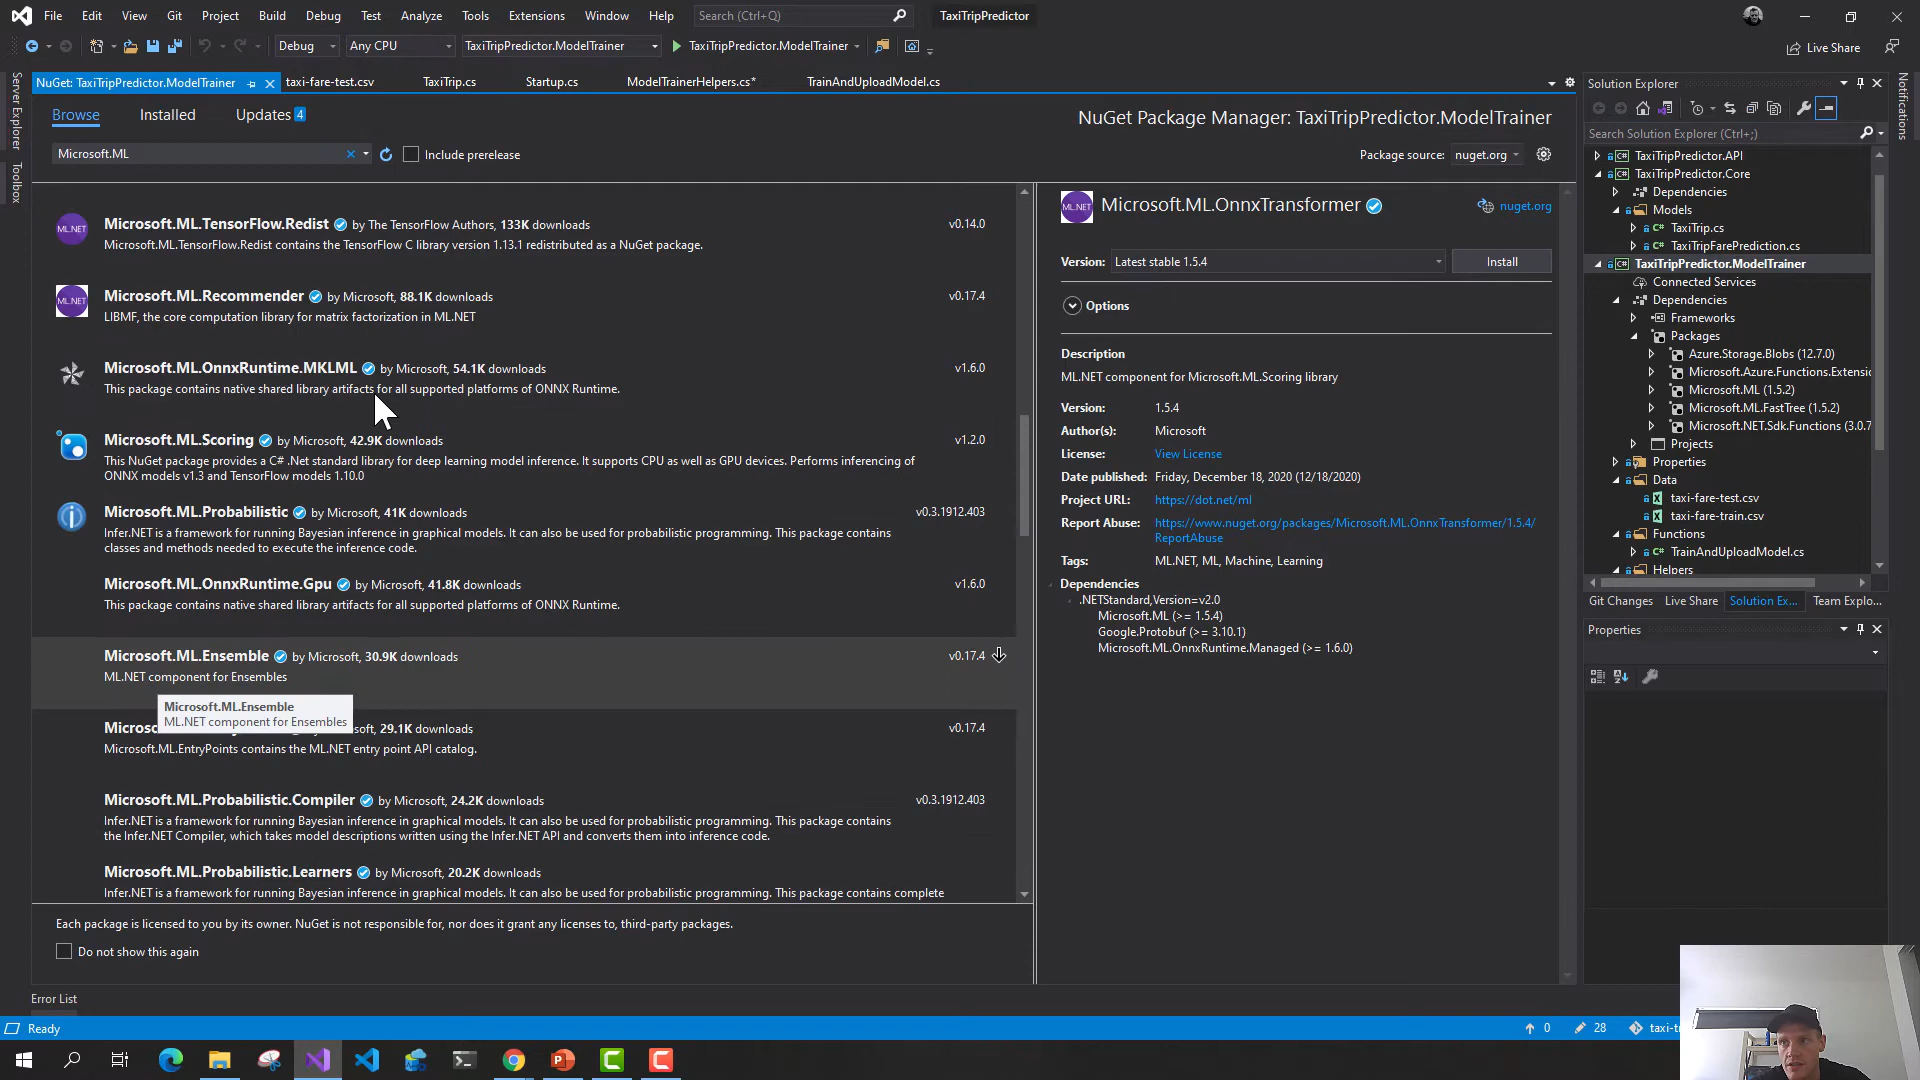 File Edit View Git Project Build Debug Test Analyze Tools Extensions Window Help Search (Ctrl+Q) TaxiTripPredictor
Debug Any CPU TaxiTripPredictor.ModelTrainer TaxiTripPredictor.ModelTrainer Live Share
NuGet: TaxiTripPredictor.ModelTrainer taxi-fare-test.csv TaxiTrip.cs Startup.cs ModelTrainerHelpers.cs* TrainAndUploadModel.cs
Server Explorer
Toolbox
Browse Installed Updates 4
NuGet Package Manager: TaxiTripPredictor.ModelTrainer
Microsoft.ML Include prerelease
Package source: nuget.org
ML.NET
Microsoft.ML.TensorFlow.Redist by The TensorFlow Authors, 133K downloads v0.14.0
Microsoft.ML.TensorFlow.Redist contains the TensorFlow C library version 1.13.1 redistributed as a NuGet package.
ML.NET
Microsoft.ML.Recommender by Microsoft, 88.1K downloads v0.17.4
LIBMF, the core computation library for matrix factorization in ML.NET
Microsoft.ML.OnnxRuntime.MKLML by Microsoft, 54.1K downloads v1.6.0
This package contains native shared library artifacts for all supported platforms of ONNX Runtime.
Microsoft.ML.Scoring by Microsoft, 42.9K downloads v1.2.0
This NuGet package provides a C# .Net standard library for deep learning model inference. It supports CPU as well as GPU devices. Performs inferencing of
ONNX models v1.3 and TensorFlow models 1.10.0
Microsoft.ML.Probabilistic by Microsoft, 41K downloads v0.3.1912.403
Infer.NET is a framework for running Bayesian inference in graphical models. It can also be used for probabilistic programming. This package contains
classes and methods needed to execute the inference code.
Microsoft.ML.OnnxRuntime.Gpu by Microsoft, 41.8K downloads v1.6.0
This package contains native shared library artifacts for all supported platforms of ONNX Runtime.
Microsoft.ML.Ensemble by Microsoft, 30.9K downloads v0.17.4
ML.NET component for Ensembles
Microsoft.ML.Ensemble
ML.NET component for Ensembles
29.1K downloads v0.17.4
Microsoft.ML.EntryPoints contains the ML.NET entry point API catalog.
Microsoft.ML.Probabilistic.Compiler by Microsoft, 24.2K downloads v0.3.1912.403
Infer.NET is a framework for running Bayesian inference in graphical models. It can also be used for probabilistic programming. This package contains
the Infer.NET Compiler, which takes model descriptions written using the Infer.NET API and converts them into inference code.
Microsoft.ML.Probabilistic.Learners by Microsoft, 20.2K downloads
Infer.NET is a framework for running Bayesian inference in graphical models. It can also be used for probabilistic programming. This package contains complete
Each package is licensed to you by its owner. NuGet is not responsible for, nor does it grant any licenses to, third-party packages.
Do not show this again
ML.NET
Microsoft.ML.OnnxTransformer nuget.org
Version: Latest stable 1.5.4 Install
Options
Description
ML.NET component for Microsoft.ML.Scoring library
Version: 1.5.4
Author(s): Microsoft
License: View License
Date published: Friday, December 18, 2020 (12/18/2020)
Project URL: https://dot.net/ml
Report Abuse: https://www.nuget.org/packages/Microsoft.ML.OnnxTransformer/1.5.4/
ReportAbuse
Tags: ML.NET, ML, Machine, Learning
Dependencies
.NETStandard,Version=v2.0
Microsoft.ML (>= 1.5.4)
Google.Protobuf (>= 3.10.1)
Microsoft.ML.OnnxRuntime.Managed (>= 1.6.0)
Solution Explorer
Search Solution Explorer (Ctrl+;)
TaxiTripPredictor.API
TaxiTripPredictor.Core
Dependencies
Models
TaxiTrip.cs
TaxiTripFarePrediction.cs
TaxiTripPredictor.ModelTrainer
Connected Services
Dependencies
Frameworks
Packages
Azure.Storage.Blobs (12.7.0)
Microsoft.Azure.Functions.Extensio
Microsoft.ML (1.5.2)
Microsoft.ML.FastTree (1.5.2)
Microsoft.NET.Sdk.Functions (3.0.7
Projects
Properties
Data
taxi-fare-test.csv
taxi-fare-train.csv
Functions
TrainAndUploadModel.cs
Helpers
Git Changes Live Share Solution Ex... Team Explo...
Properties
Notifications
Error List
Ready 0 28 taxi-t